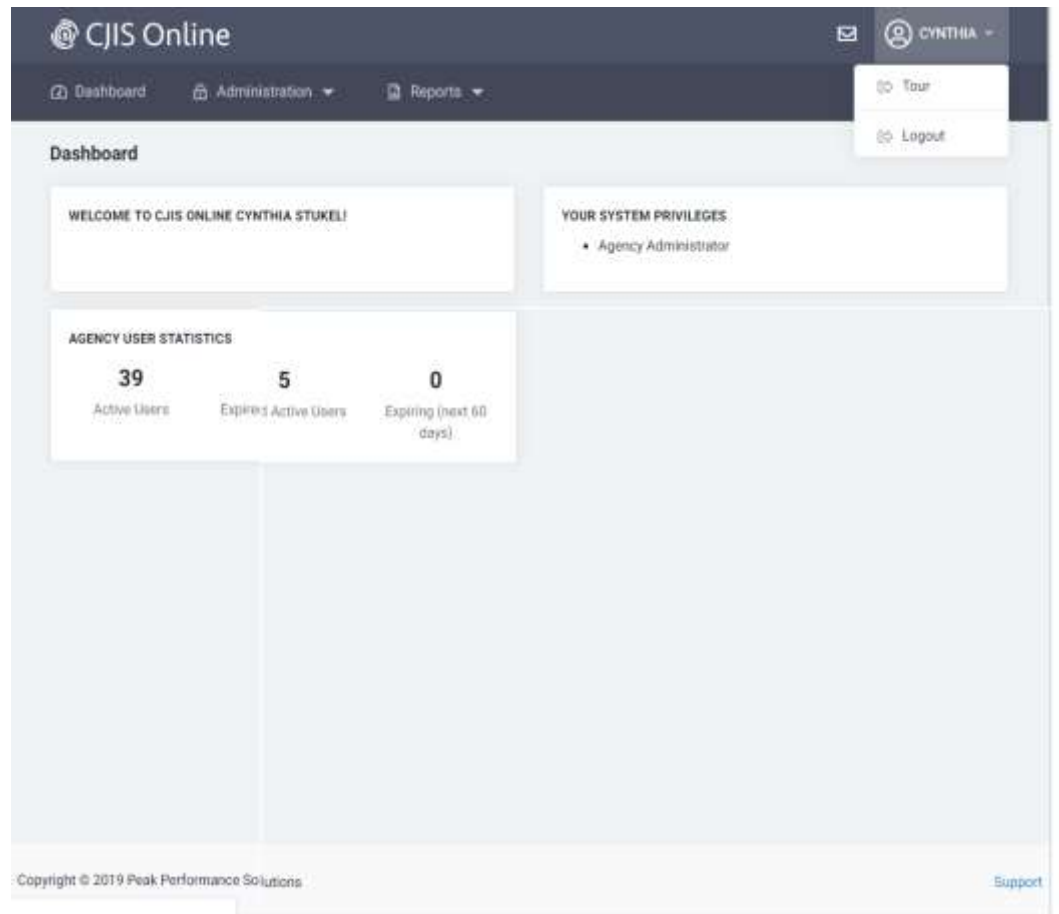 CJIS Online
CYNTHIA
Dashboard
Administration
Reports
Tour
Logout
Dashboard
WELCOME TO CJIS ONLINE CYNTHIA STUKEL!
YOUR SYSTEM PRIVILEGES
• Agency Administrator
AGENCY USER STATISTICS
39
Active Users
5
Expired Active Users
0
Expiring (next 60
days)
Copyright © 2019 Peak Performance Solutions
Support